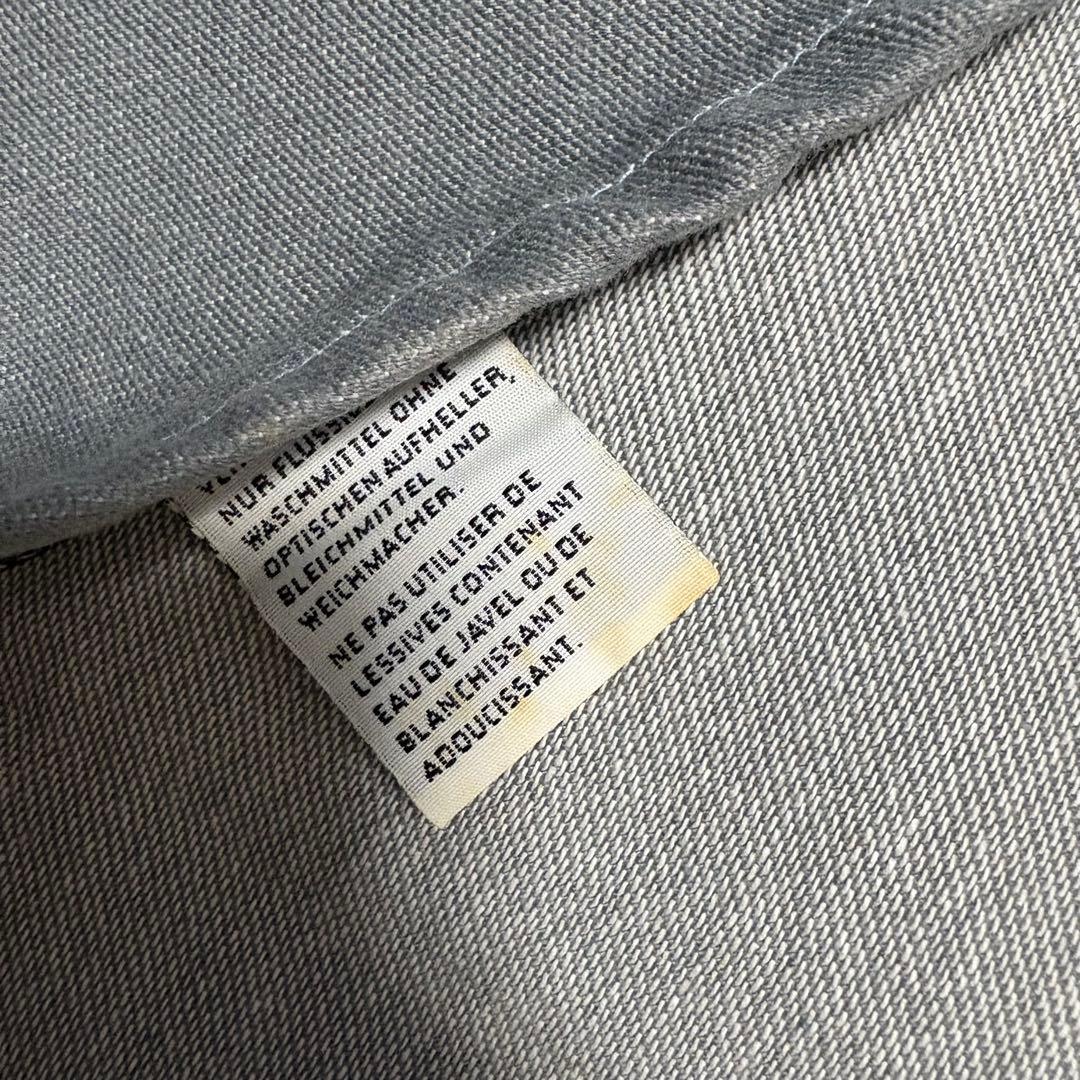 NUR FLÜSSIGE
WASCHMITTEL OHNE
OPTISCHEN AUFHELLER,
BLEICHMITTEL UND
WEICHMACHER.
NE PAS UTILISER DE
LESSIVES CONTENANT
EAU DE JAVEL OU DE
BLANCHISSANT ET
ADOUCISSANT.